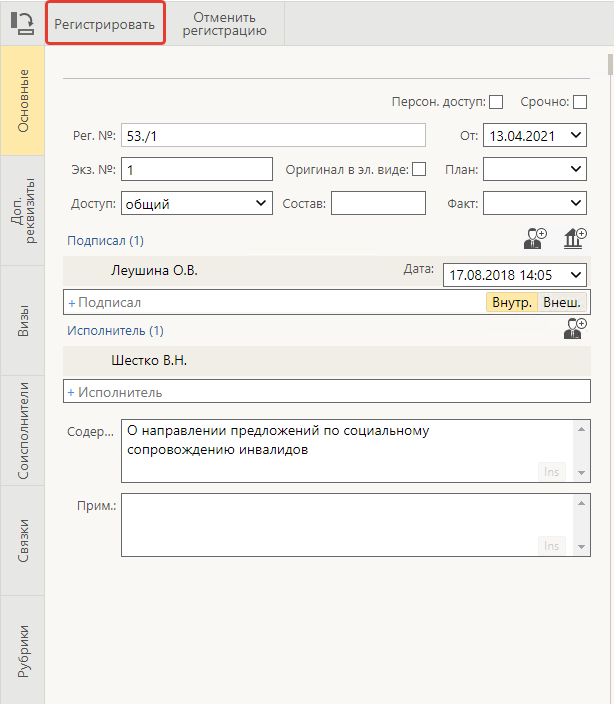 Регистрировать
Отменить
регистрацию
Основные
Доп.
реквизиты
Визы
Соисполнители
Связки
Рубрики
Персон. доступ:
Срочно:
Рег. №: 53./1
От: 13.04.2021
Экз. №: 1
Оригинал в эл. виде:
План:
Доступ: общий
Состав:
Факт:
Подписал (1)
Леушина О.В.
Дата: 17.08.2018 14:05
+ Подписал
Внутр. Внеш.
Исполнитель (1)
Шестко В.Н.
+ Исполнитель
Содер...
О направлении предложений по социальному
сопровождению инвалидов
Ins
Прим.:
Ins